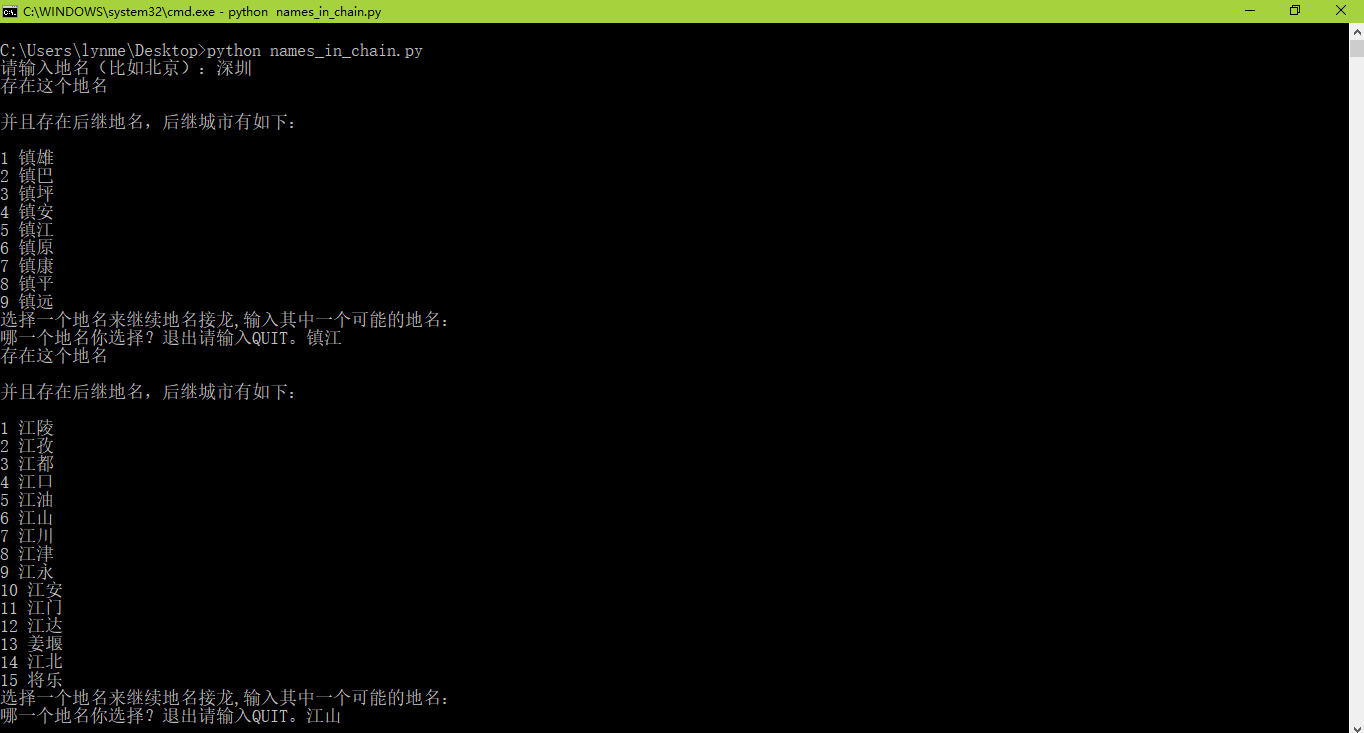 C:\WINDOWS\system32\cmd.exe - python  names_in_chain.py
C:\Users\lynme\Desktop>python names_in_chain.py
请输入地名（比如北京）：深圳
存在这个地名
并且存在后继地名，后继城市有如下：
1 镇雄
2 镇巴
3 镇坪
4 镇安
5 镇江
6 镇原
7 镇康
8 镇平
9 镇远
选择一个地名来继续地名接龙,输入其中一个可能的地名：
哪一个地名你选择？退出请输入QUIT。镇江
存在这个地名
并且存在后继地名，后继城市有如下：
1 江陵
2 江孜
3 江都
4 江口
5 江油
6 江山
7 江川
8 江津
9 江永
10 江安
11 江门
12 江达
13 姜堰
14 江北
15 将乐
选择一个地名来继续地名接龙,输入其中一个可能的地名：
哪一个地名你选择？退出请输入QUIT。江山